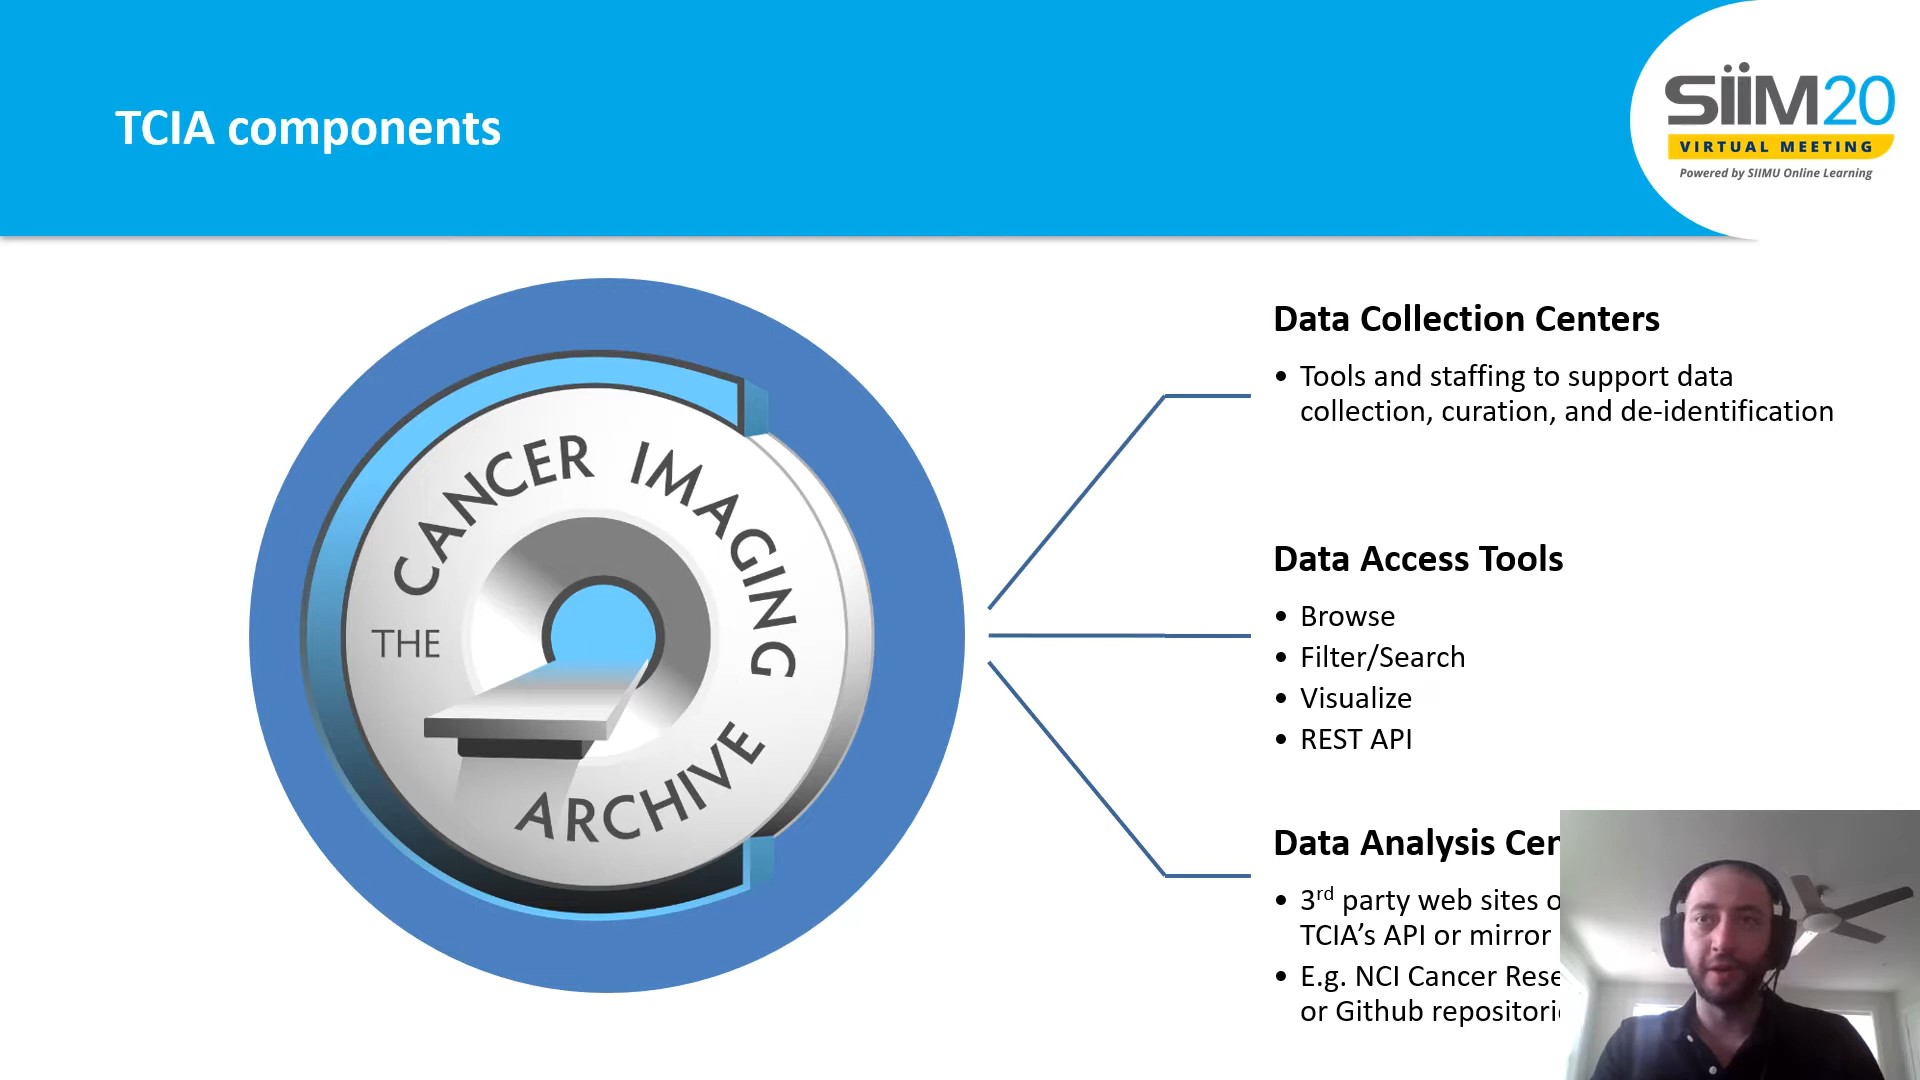 TCIA components
SiiM20
VIRTUAL MEETING
Powered by SIIMU Online Learning
THE CANCER IMAGING ARCHIVE
Data Collection Centers
• Tools and staffing to support data
collection, curation, and de-identification
Data Access Tools
• Browse
• Filter/Search
• Visualize
• REST API
Data Analysis
• 3rd party web sites
TCIA’s API or mirror
• E.g. NCI Cancer
or Github